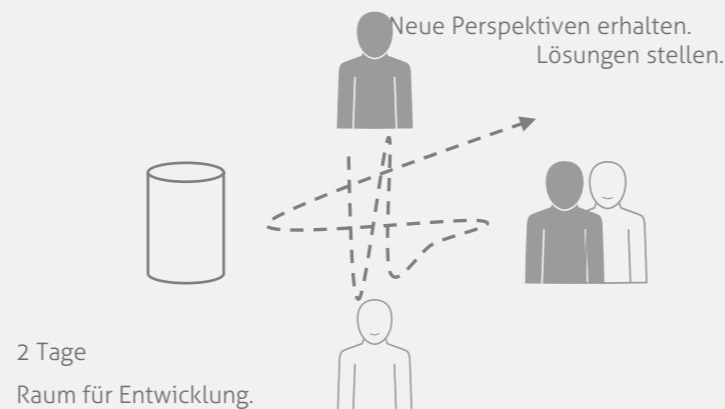 Neue Perspektiven erhalten.
Lösungen stellen.
2 Tage
Raum für Entwicklung.